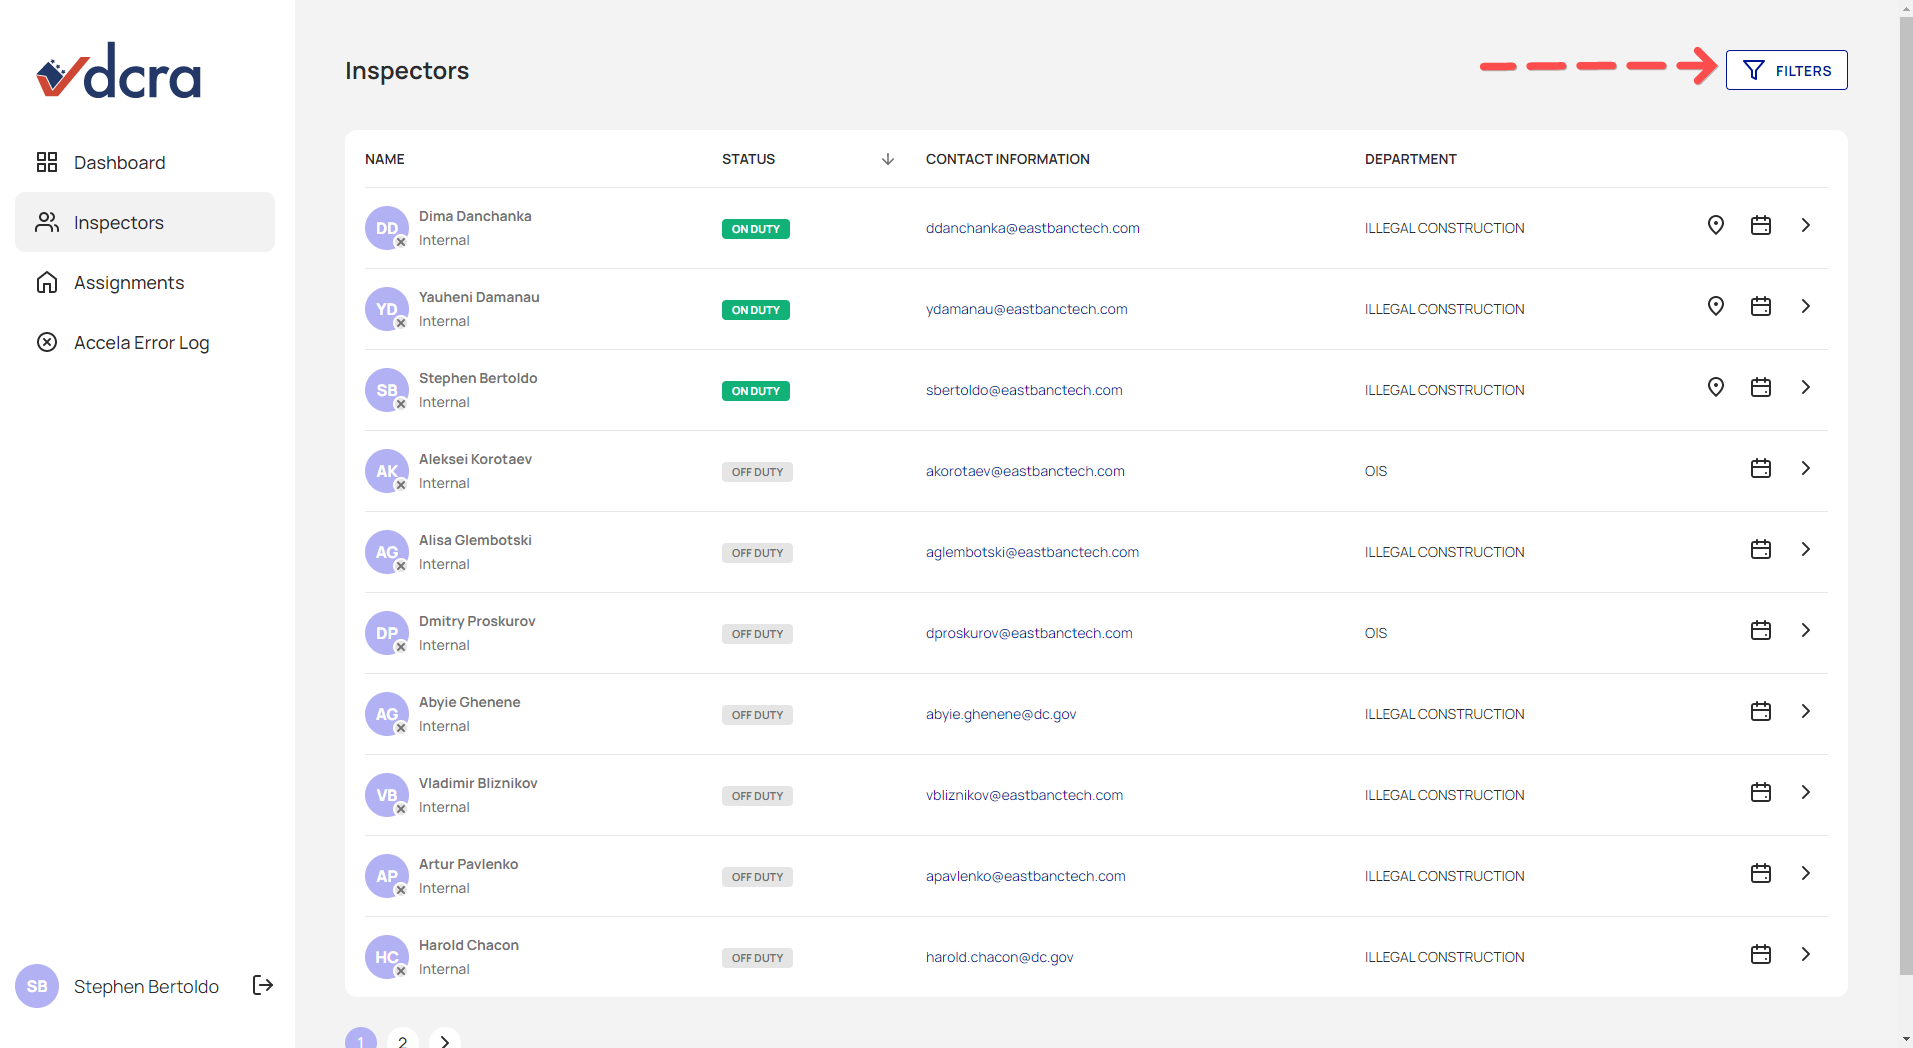 dcra
Dashboard
Inspectors
Assignments
Accela Error Log
SB Stephen Bertoldo
Inspectors
FILTERS
NAME STATUS CONTACT INFORMATION DEPARTMENT
DD Dima Danchanka
Internal
ON DUTY ddanchanka@eastbanctech.com ILLEGAL CONSTRUCTION
YD Yauheni Damanau
Internal
ON DUTY ydamanau@eastbanctech.com ILLEGAL CONSTRUCTION
SB Stephen Bertoldo
Internal
ON DUTY sbertoldo@eastbanctech.com ILLEGAL CONSTRUCTION
AK Aleksei Korotaev
Internal
OFF DUTY akorotaev@eastbanctech.com OIS
AG Alisa Glembotski
Internal
OFF DUTY aglembotski@eastbanctech.com ILLEGAL CONSTRUCTION
DP Dmitry Proskurov
Internal
OFF DUTY dproskurov@eastbanctech.com OIS
AG Abyie Ghenene
Internal
OFF DUTY abyie.ghenene@dc.gov ILLEGAL CONSTRUCTION
VB Vladimir Bliznikov
Internal
OFF DUTY vbliznikov@eastbanctech.com ILLEGAL CONSTRUCTION
AP Artur Pavlenko
Internal
OFF DUTY apavlenko@eastbanctech.com ILLEGAL CONSTRUCTION
HC Harold Chacon
Internal
OFF DUTY harold.chacon@dc.gov ILLEGAL CONSTRUCTION
1 2